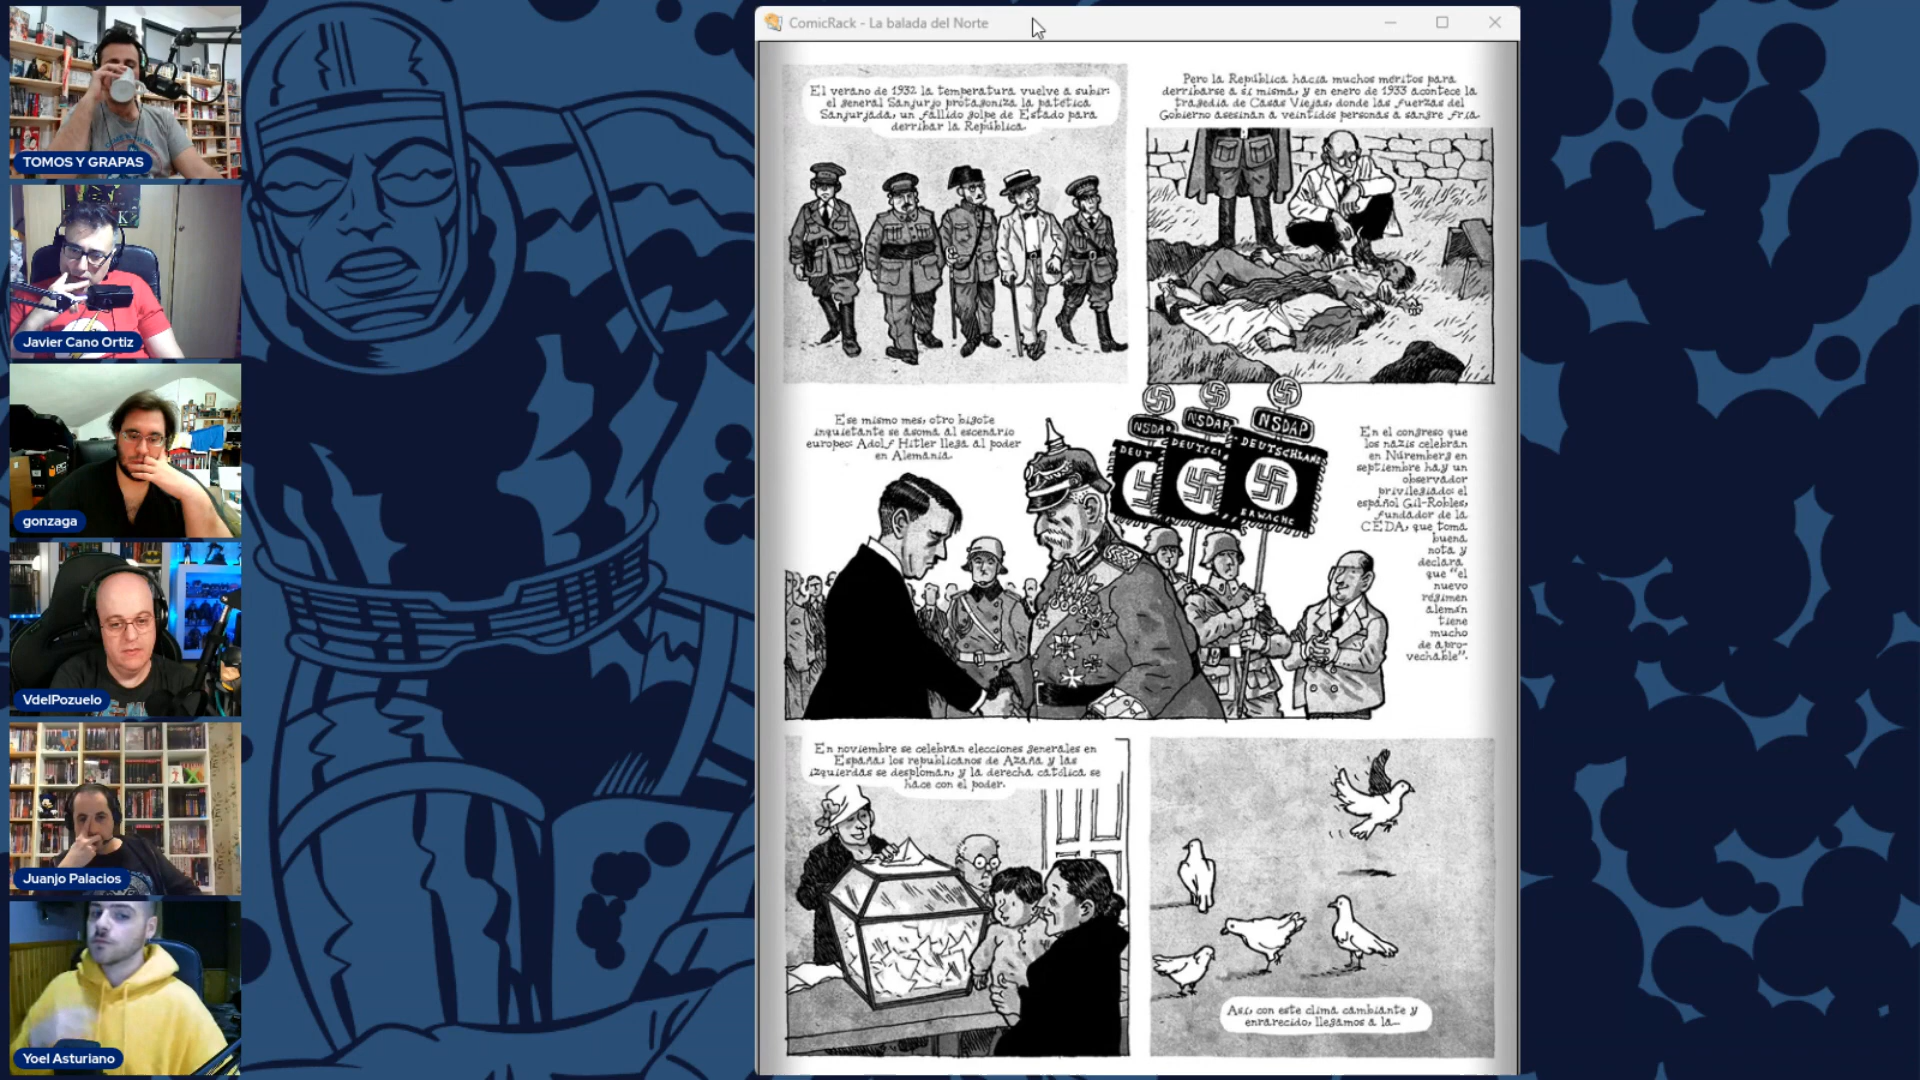 TOMOS Y GRAPAS
Javier Cano Ortiz
gonzaga
VdelPozuelo
Juanjo Palacios
Yoel Asturiano
ComicRack - La balada del Norte
El verano de 1932 la temperatura vuelve a subir:
el general Sanjurjo protagoniza la patética
Sanjurjada, un fallido golpe de Estado para
derribar la República.
Pero la República hacía muchos méritos para
derribarse a sí misma, y en enero de 1933 acontece la
tragedia de Casas Viejas, donde las fuerzas del
Gobierno asesinan a veintidós personas a sangre fría.
Ese mismo mes, otro bigote
inquietante se asoma al escenario
europeo: Adolf Hitler llega al poder
en Alemania.
NSDAP
NSDAP
NSDAP
DEUT
DEUTSCH
DEUTSCHLAND
ERWACHE
En el congreso que
los nazis celebran
en Núremberg en
septiembre hay un
observador
privilegiado: el
español Gil-Robles,
fundador de la
CEDA, que toma
buena
nota y
declara
que "el
nuevo
régimen
alemán
tiene
mucho
de apro-
vechable".
En noviembre se celebran elecciones generales en
España: los republicanos de Azaña y las
izquierdas se desploman, y la derecha católica se
hace con el poder.
Así, con este clima cambiante y
enrarecido, llegamos a la...